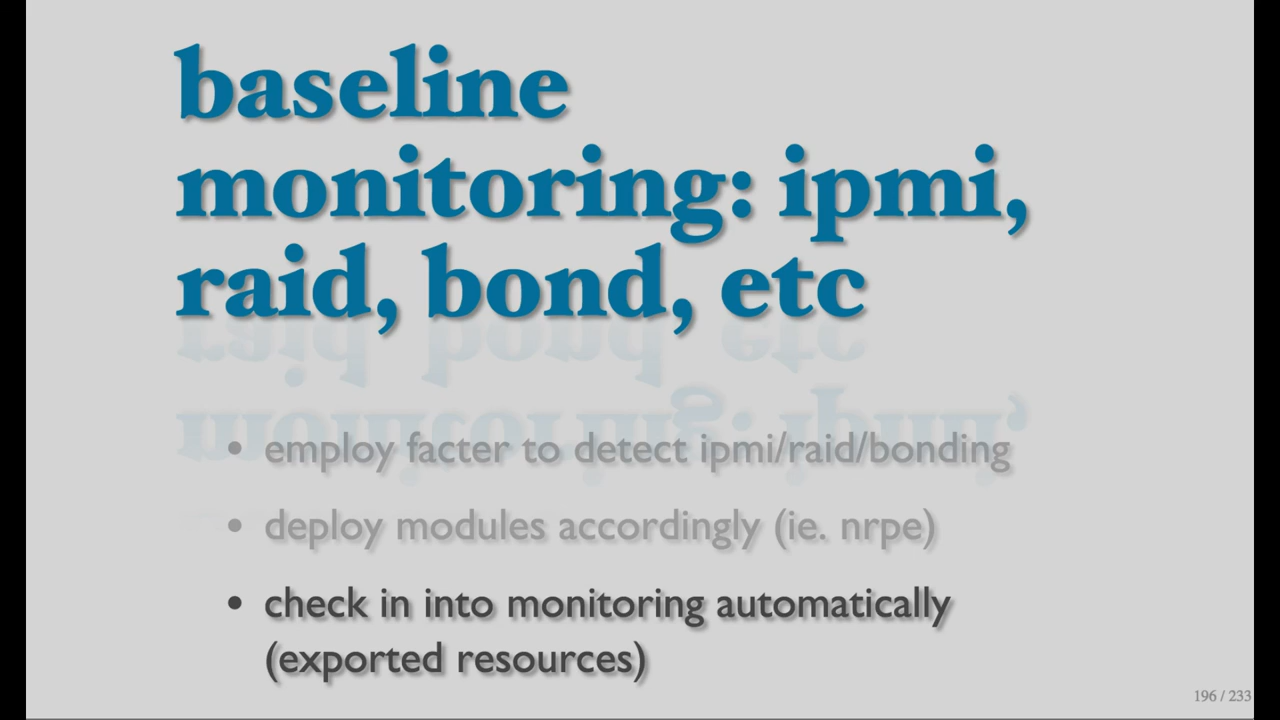 baseline
monitoring: ipmi,
raid, bond, etc
• employ facter to detect ipmi/raid/bonding
• deploy modules accordingly (ie. nrpe)
• check in into monitoring automatically
(exported resources)
196 / 233